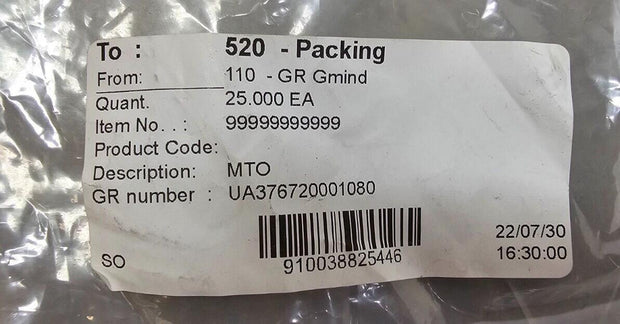 To : 520 - Packing
From: 110 - GR Gmind
Quant. 25.000 EA
Item No. . : 99999999999
Product Code:
Description: MTO
GR number : UA376720001080
22/07/30
SO 910038825446 16:30:00